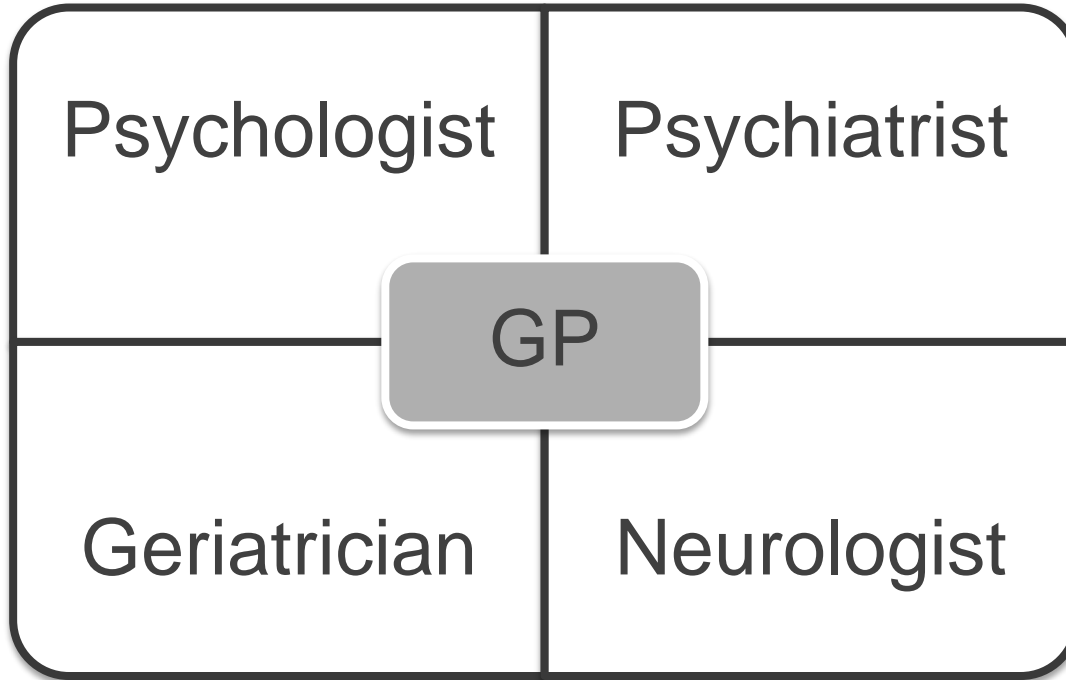 Psychologist
Psychiatrist
GP
Geriatrician
Neurologist